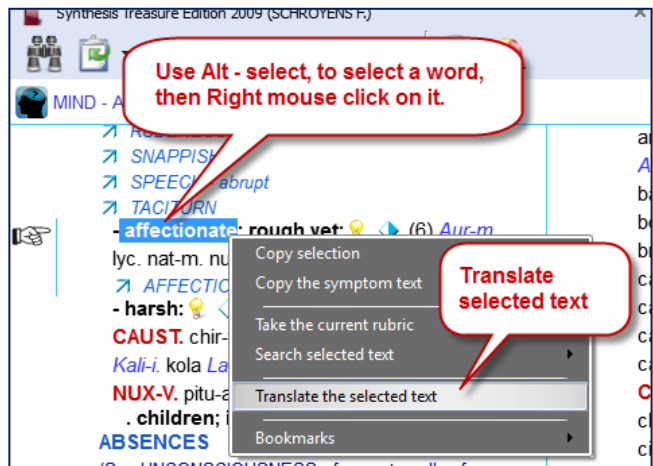 Synthesis Treasure Edition 2009 (SCHROYENS F.)
Use Alt - select, to select a word,
then Right mouse click on it.
MIND - A
SNAPPISH
SPEECH abrupt
TACITURN
- affectionate; rough yet: (6) Aur-m
lyc. nat-m. nu
AFFECTIO
- harsh:
CAUST. chir-
Kali-i. kola La
NUX-V. pitu-a
. children; i
ABSENCES
Copy selection
Copy the symptom text
Take the current rubric
Search selected text
Translate the selected text
Bookmarks
Translate
selected text
ar
A
ba
be
br
ca
ca
ca
C
cl
ci